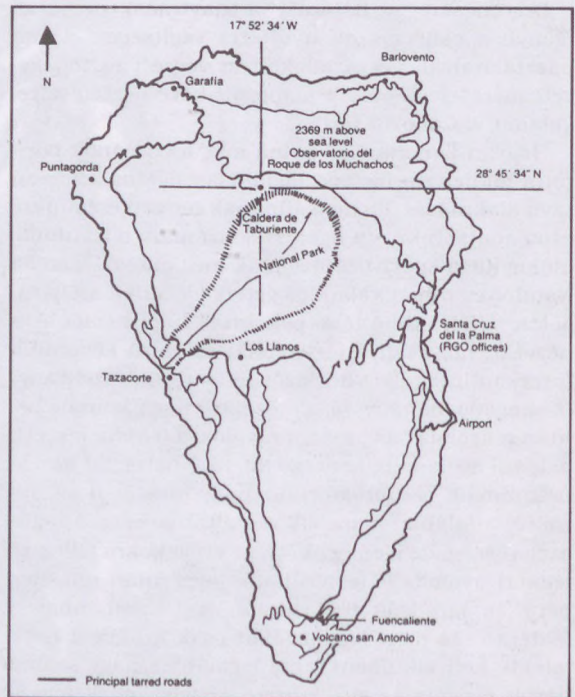 17° 52' 34" W
N
Garafía
Barlovento
2369 m above
sea level
Observatorio del
Roque de los Muchachos
Puntagorda
28° 45' 34" N
Caldera de
Taburiente
National Park
Santa Cruz
del la Palma
(RGO offices)
Los Llanos
Tazacorte
Airport
Fuencaliente
Volcano san Antonio
Principal tarred roads